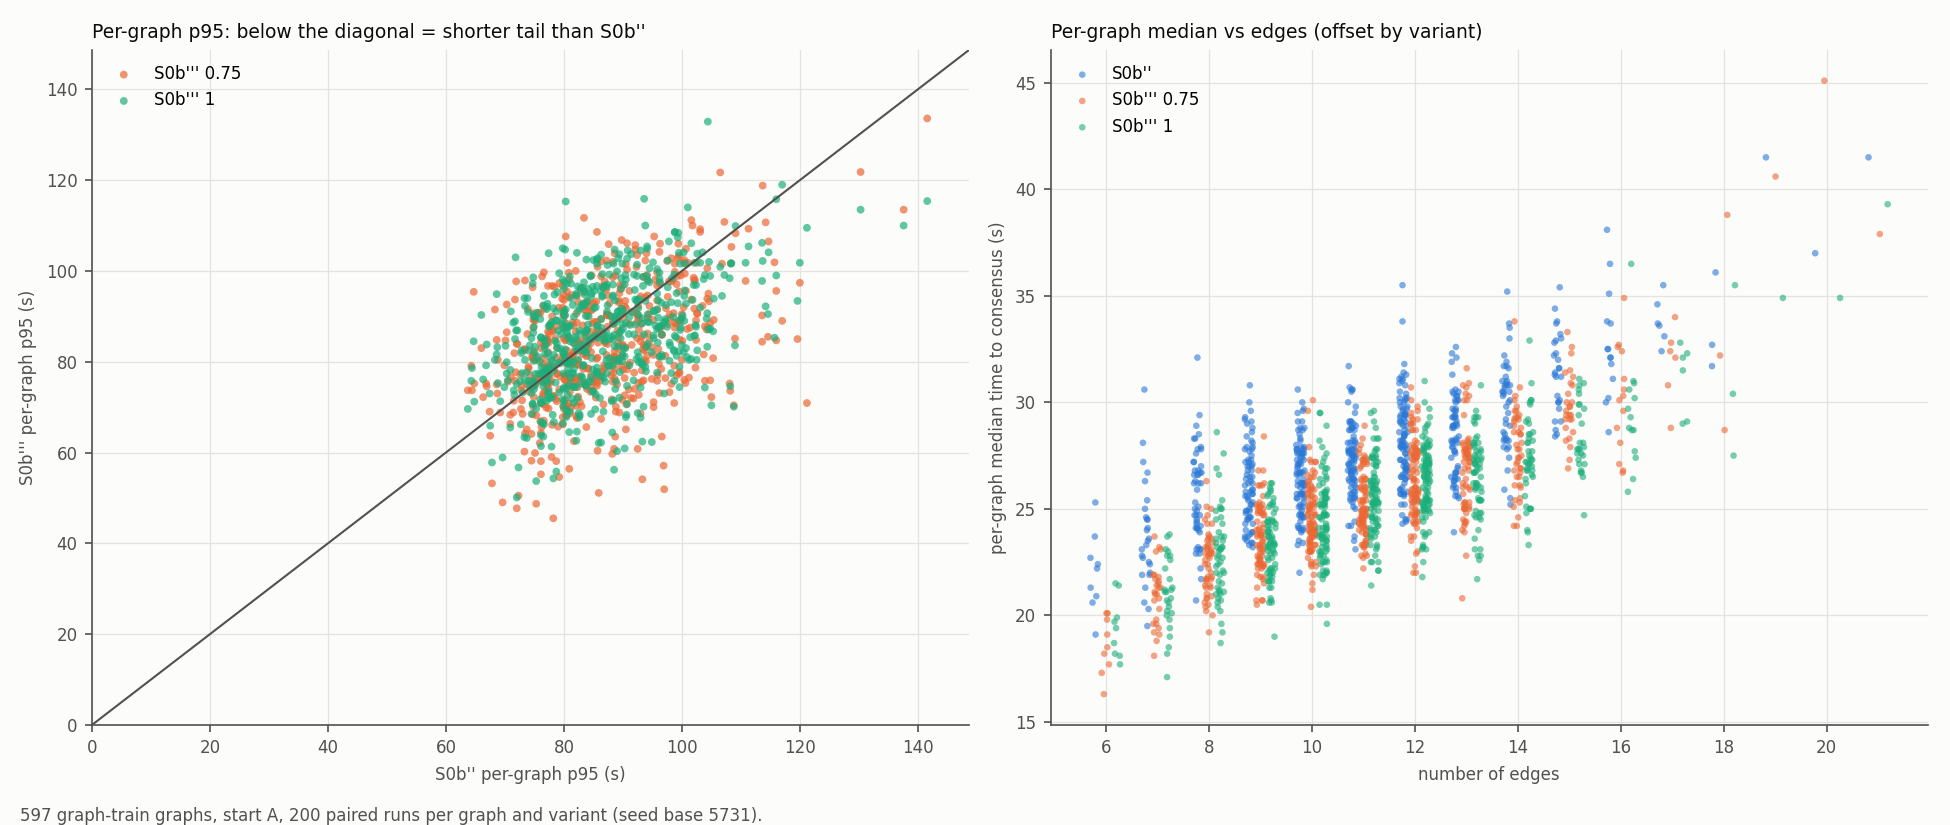 Per-graph p95: below the diagonal = shorter tail than S0b''
S0b''' 0.75
S0b''' 1
140
120
100
80
60
40
20
0
S0b'' per-graph p95 (s)
0 20 40 60 80 100 120 140
S0b'' per-graph p95 (s)
Per-graph median vs edges (offset by variant)
S0b''
S0b''' 0.75
S0b''' 1
45
40
35
30
25
20
15
per-graph median time to consensus (s)
6 8 10 12 14 16 18 20
number of edges
597 graph-train graphs, start A, 200 paired runs per graph and variant (seed base 5731).